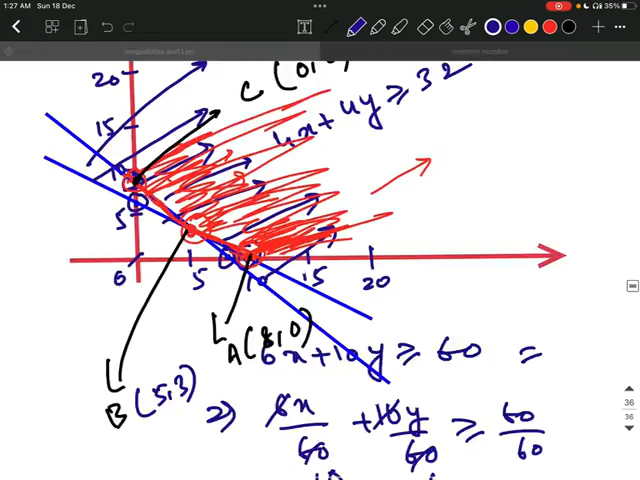 1:27 AM Sun 18 Dec
35%
20
C
4x+4y ≥ 32
15
10
5
0
5
10
15
20
A(8,0)
6x+10y ≥ 60 =
B (5,3)
⇒ 6x/60 + 10y/60 ≥ 60/60
36
36